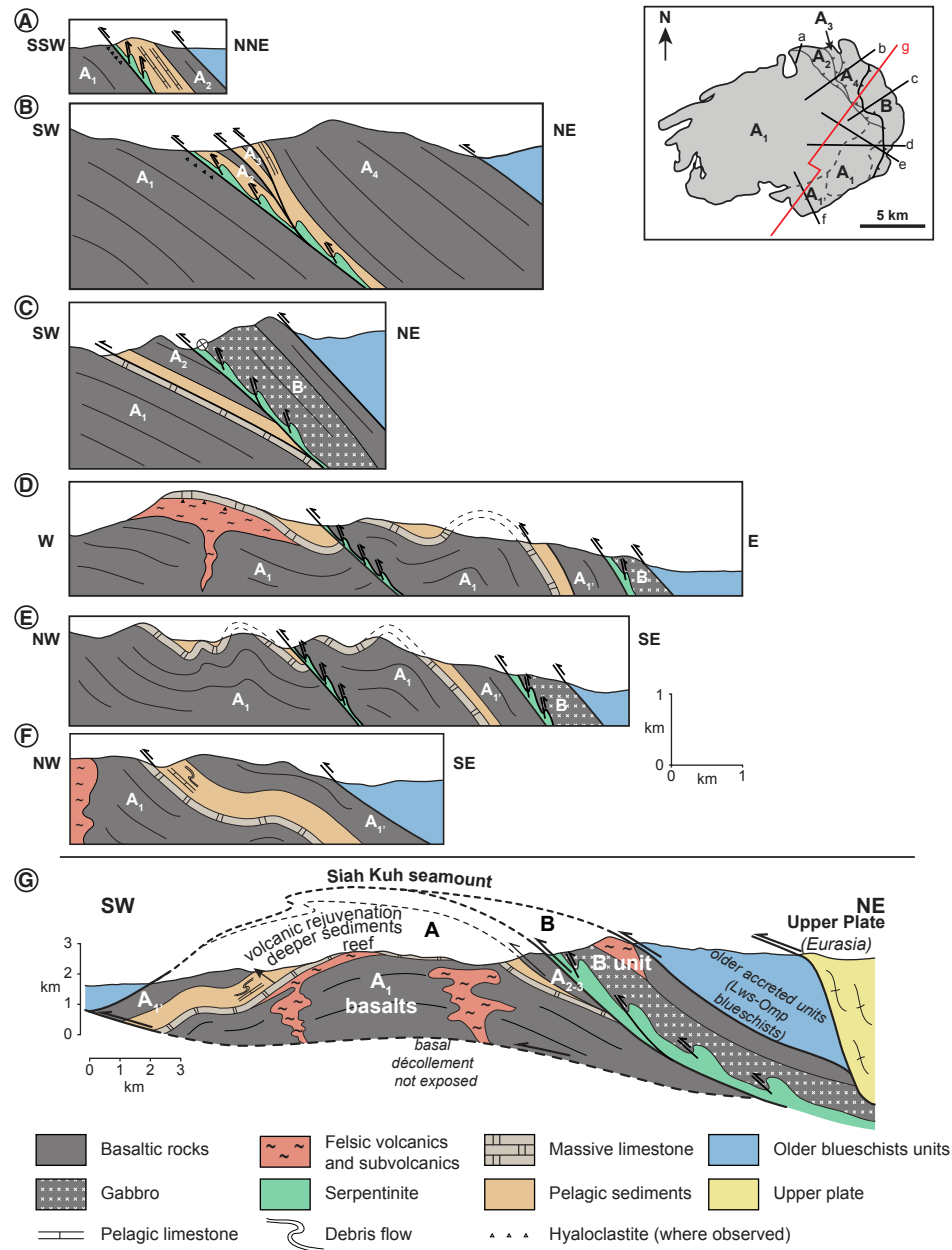 A
SSW
NNE
A1
A2
B
SW
NE
A1
A2
A3
A4
C
SW
NE
A2
A1
B
D
W
E
A1
A1
A1'
B
E
NW
SE
A1
A1
A1'
B
F
NW
SE
A1
A1'
1
km
0
0 km 1
N
A3
a
A2
b
g
A4
c
B
A1
d
e
A1
A1'
f
5 km
G
Siah Kuh seamount
SW
NE
volcanic rejuvenation
deeper sediments
reef
A
B
Upper Plate
(Eurasia)
3
2
km
1
0
A1'
A1
basalts
A2-3
B unit
older accreted units
(Lws-Omp
blueschists)
basal
décollement
not exposed
0 1 2 3
km
Basaltic rocks
Felsic volcanics
and subvolcanics
Massive limestone
Older blueschists units
Gabbro
Serpentinite
Pelagic sediments
Upper plate
Pelagic limestone
Debris flow
Hyaloclastite (where observed)